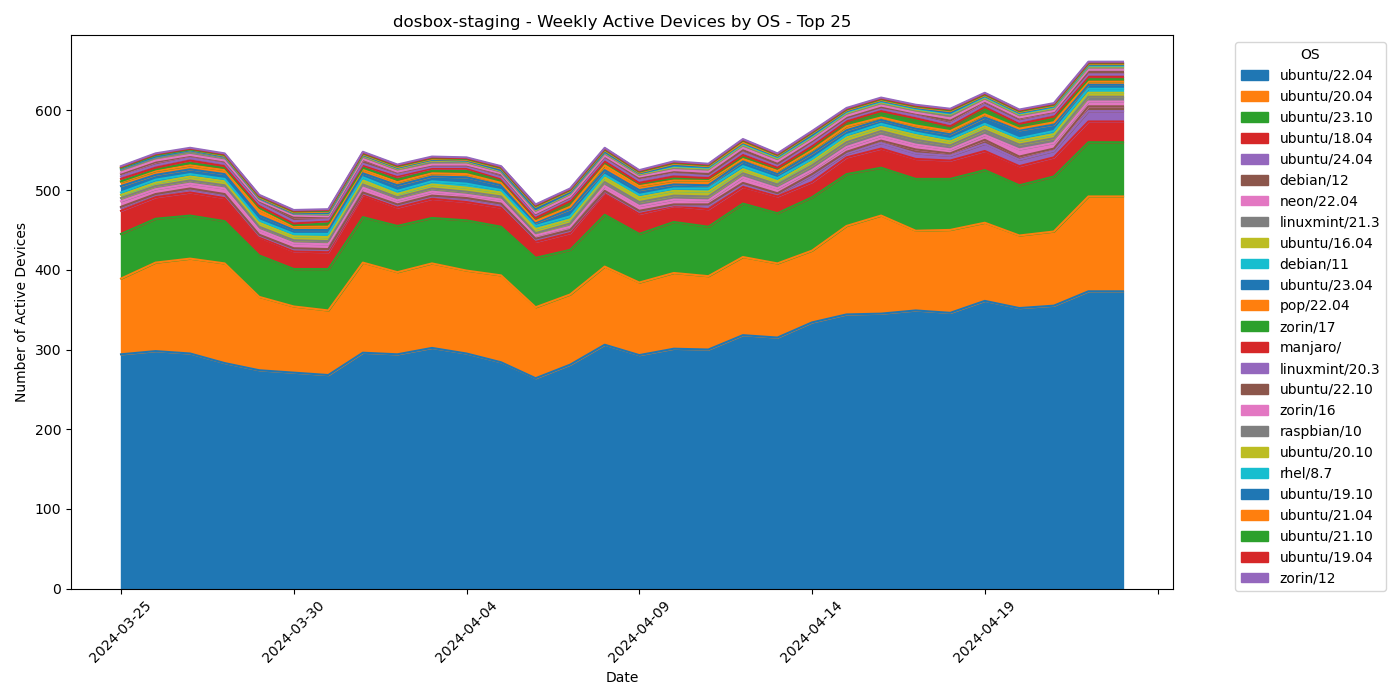 dosbox-staging - Weekly Active Devices by OS - Top 25
Number of Active Devices
600
500
400
300
200
100
0
2024-03-25
2024-03-30
2024-04-04
2024-04-09
2024-04-14
2024-04-19
Date
OS
ubuntu/22.04
ubuntu/20.04
ubuntu/23.10
ubuntu/18.04
ubuntu/24.04
debian/12
neon/22.04
linuxmint/21.3
ubuntu/16.04
debian/11
ubuntu/23.04
pop/22.04
zorin/17
manjaro/
linuxmint/20.3
ubuntu/22.10
zorin/16
raspbian/10
ubuntu/20.10
rhel/8.7
ubuntu/19.10
ubuntu/21.04
ubuntu/21.10
ubuntu/19.04
zorin/12